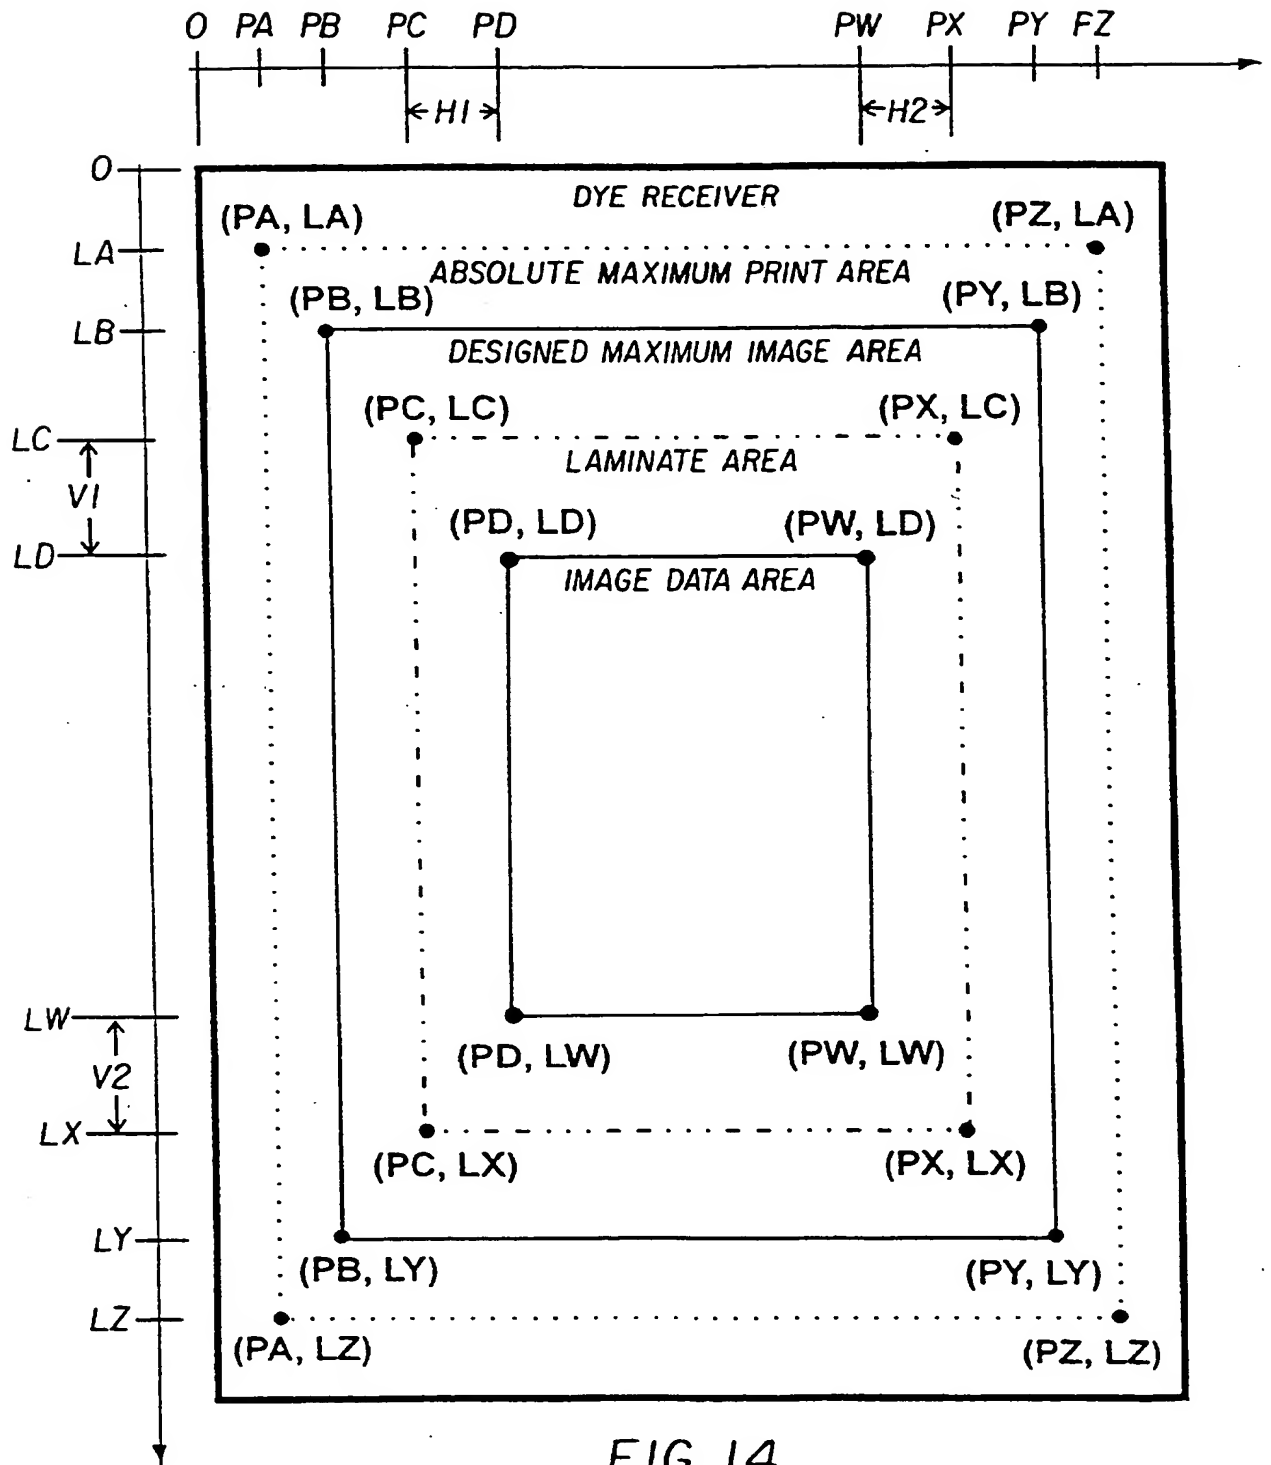 O PA PB PC PD PW PX PY FZ
H1 H2
O
DYE RECEIVER
(PA, LA) (PZ, LA)
LA
ABSOLUTE MAXIMUM PRINT AREA
(PB, LB) (PY, LB)
LB
DESIGNED MAXIMUM IMAGE AREA
(PC, LC) (PX, LC)
LC
LAMINATE AREA
V1
(PD, LD) (PW, LD)
LD
IMAGE DATA AREA
LW
(PD, LW) (PW, LW)
V2
LX
(PC, LX) (PX, LX)
LY
(PB, LY) (PY, LY)
LZ
(PA, LZ) (PZ, LZ)
FIG. 14